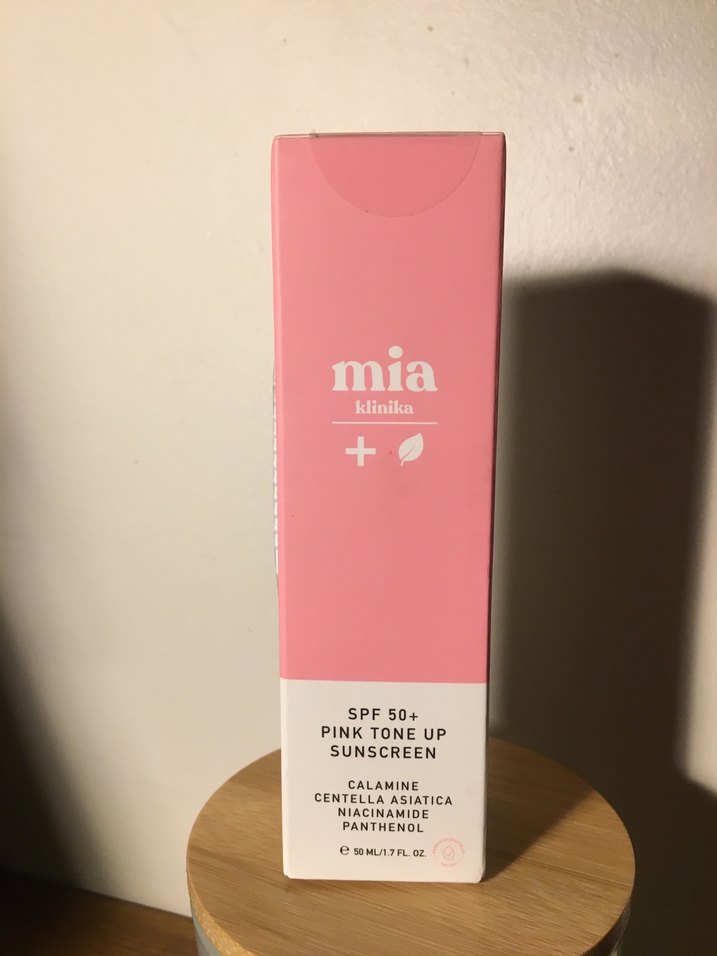 mia
klinika
SPF 50+
PINK TONE UP
SUNSCREEN
CALAMINE
CENTELLA ASIATICA
NIACINAMIDE
PANTHENOL
℮ 50 ML/1.7 FL. OZ.